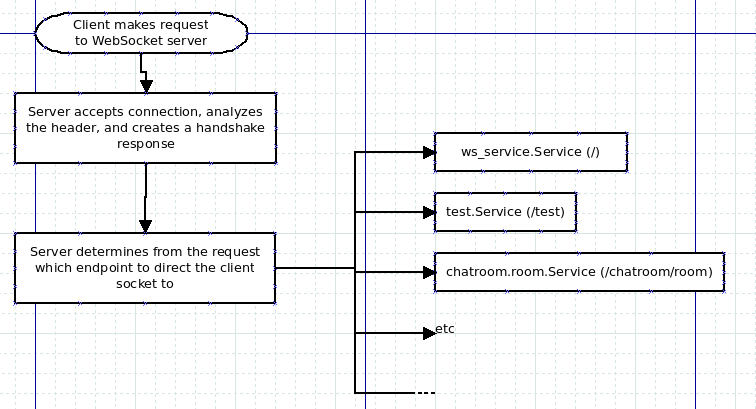 Client makes request
to WebSocket server
Server accepts connection, analyzes
the header, and creates a handshake
response
Server determines from the request
which endpoint to direct the client
socket to
ws_service.Service (/)
test.Service (/test)
chatroom.room.Service (/chatroom/room)
etc